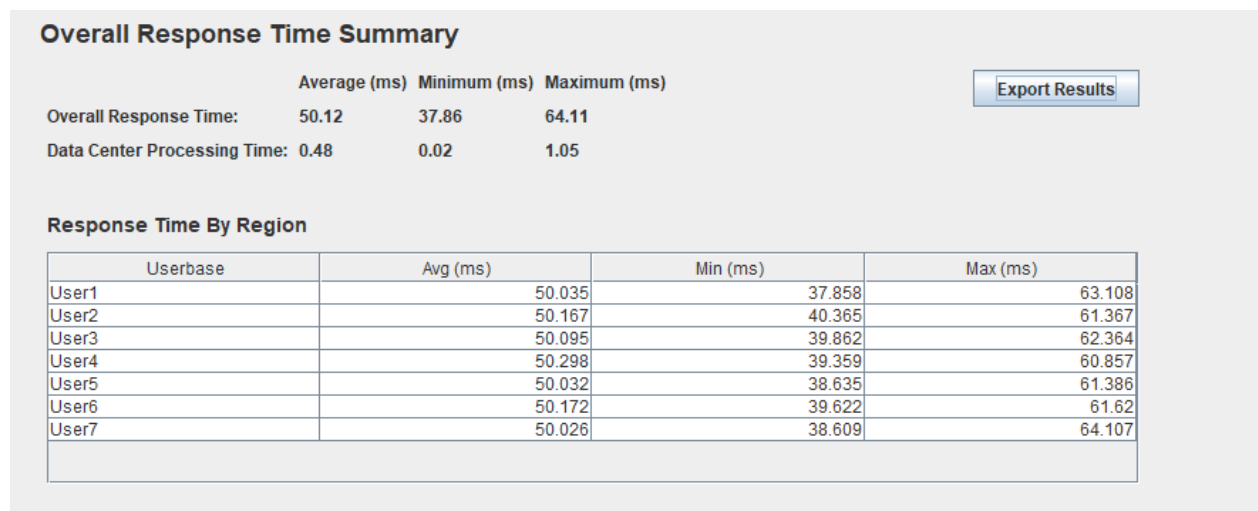 Overall Response Time Summary
Average (ms) Minimum (ms) Maximum (ms)
Export Results
Overall Response Time: 50.12 37.86 64.11
Data Center Processing Time: 0.48 0.02 1.05
Response Time By Region
Userbase Avg (ms) Min (ms) Max (ms)
User1 50.035 37.858 63.108
User2 50.167 40.365 61.367
User3 50.095 39.862 62.364
User4 50.298 39.359 60.857
User5 50.032 38.635 61.386
User6 50.172 39.622 61.62
User7 50.026 38.609 64.107